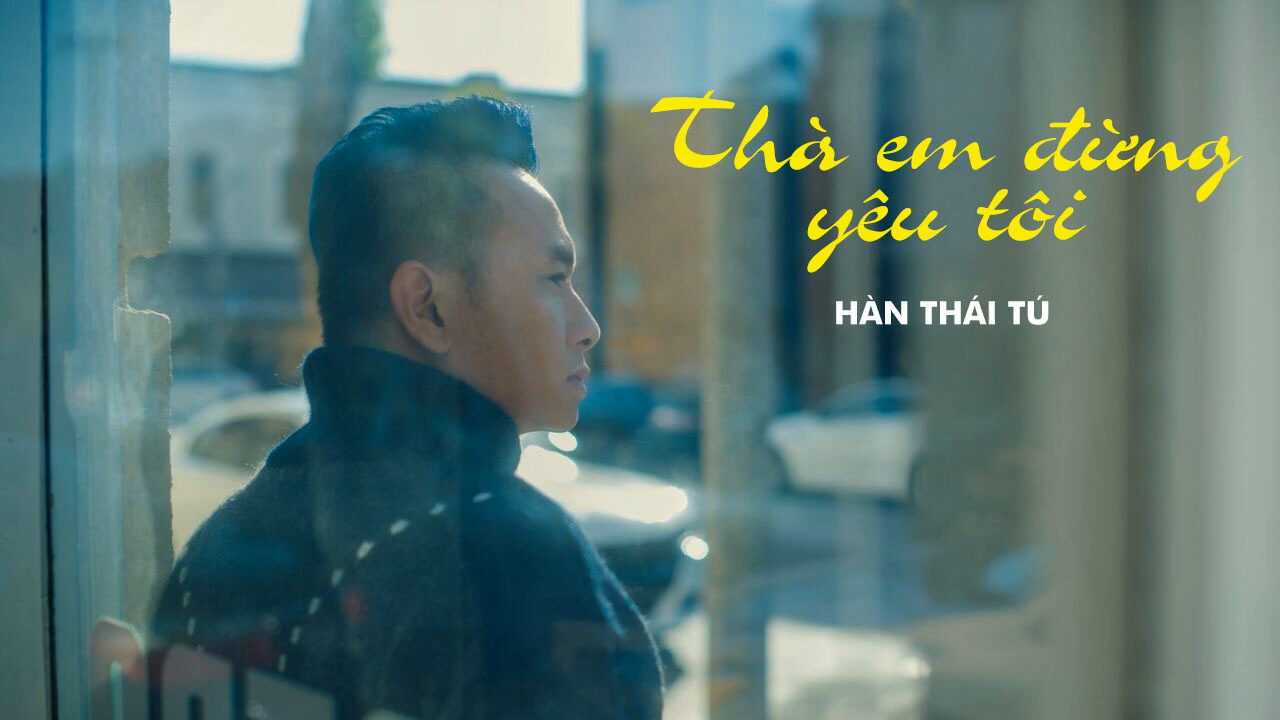 Thà em đừng
yêu tôi
HÀN THÁI TÚ